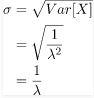 σ = √Var[X]
= √(1/λ²)
= 1/λ